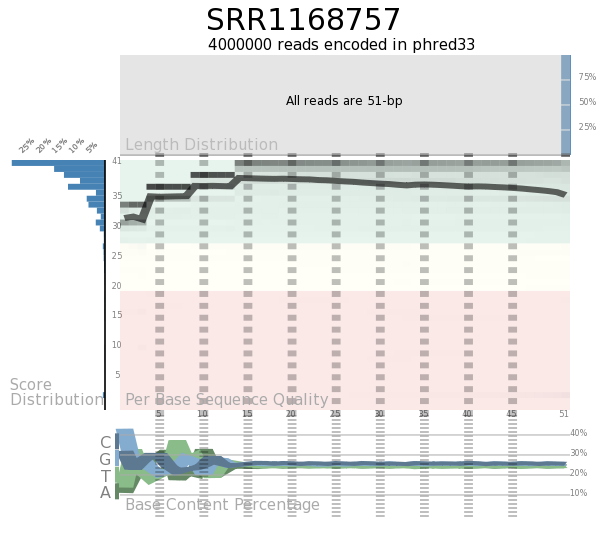 SRR1168757
4000000 reads encoded in phred33
All reads are 51-bp
75%
50%
25%
Length Distribution
25% 20% 15% 10% 5%
41
35
30
25
20
15
10
5
Score
Distribution
Per Base Sequence Quality
5 10 15 20 25 30 35 40 45 51
C
G
T
A
40%
30%
20%
10%
Base Content Percentage